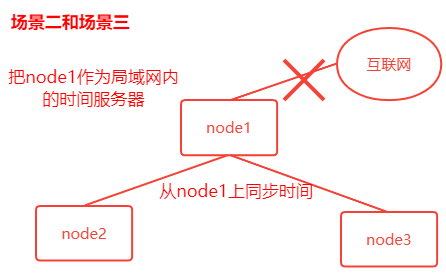 场景二和场景三
把node1作为局域网内
的时间服务器
互联网
node1
从node1上同步时间
node2
node3